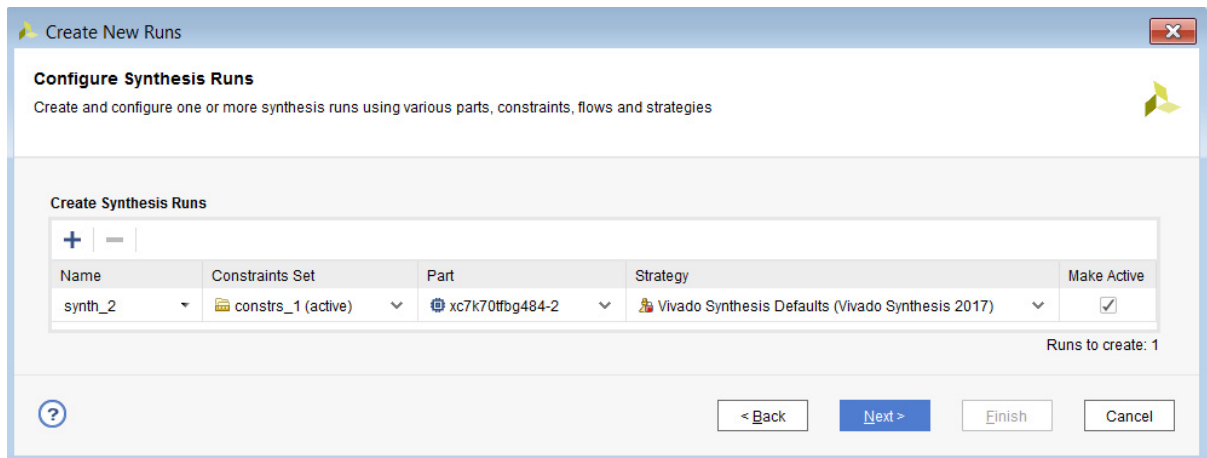 Create New Runs
Configure Synthesis Runs
Create and configure one or more synthesis runs using various parts, constraints, flows and strategies
Create Synthesis Runs
Name Constraints Set Part Strategy Make Active
synth_2 constrs_1 (active) xc7k70tfbg484-2 Vivado Synthesis Defaults (Vivado Synthesis 2017)
Runs to create: 1
? < Back Next > Finish Cancel